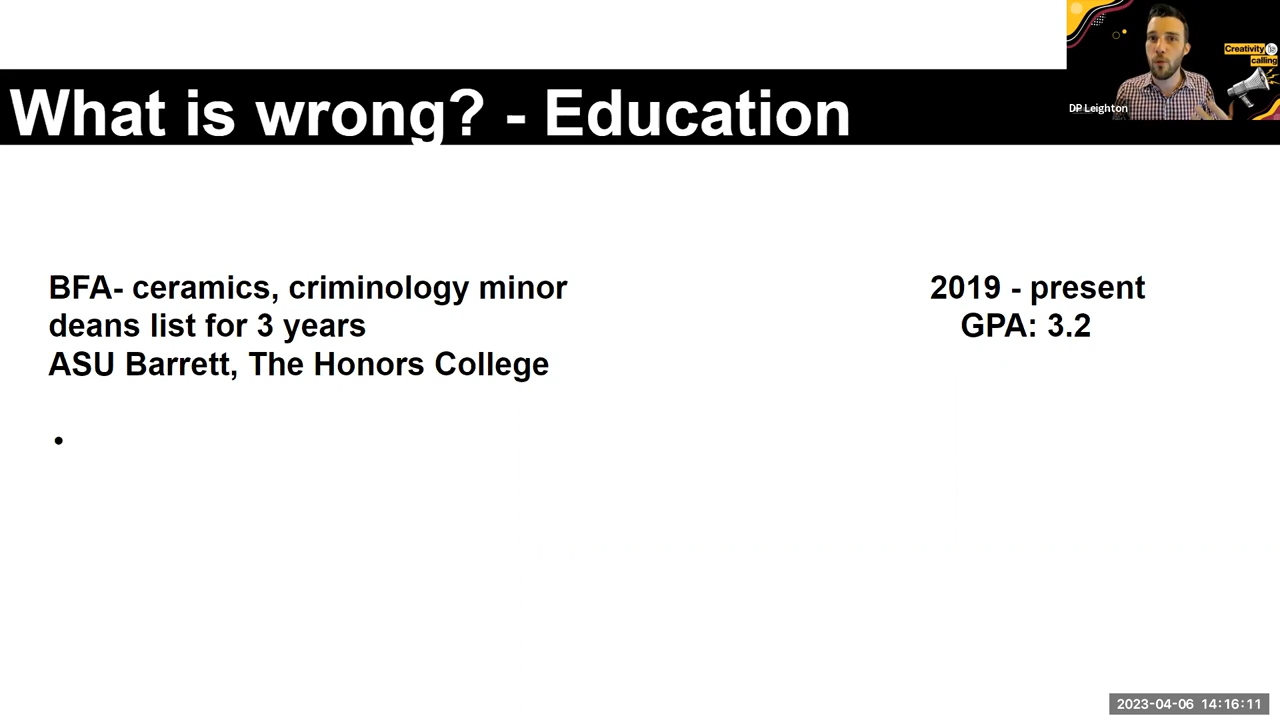 Creativity is
calling
DP Leighton
What is wrong? - Education
BFA- ceramics, criminology minor
2019 - present
deans list for 3 years
GPA: 3.2
ASU Barrett, The Honors College
•
2023-04-06 14:16:11